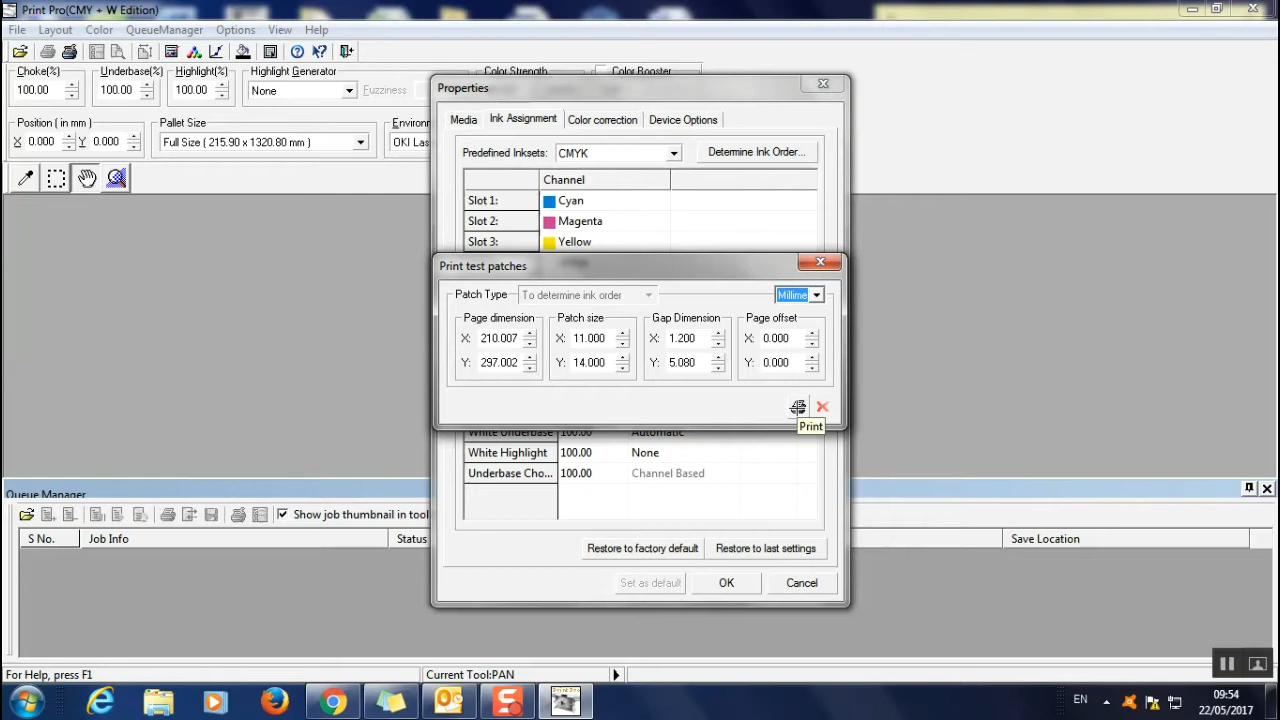 Print Pro(CMY + W Edition)
File Layout Color QueueManager Options View Help
Choke(%) Underbase(%) Highlight(%) Highlight Generator Color Strength Color Booster
100.00 100.00 100.00 None Fuzziness
Position ( in mm ) Pallet Size Environ
X 0.000 Y 0.000 Full Size ( 215.90 x 1320.80 mm ) OKI Las
Properties
Media Ink Assignment Color correction Device Options
Predefined Inksets: CMYK Determine Ink Order...
Channel
Slot 1: Cyan
Slot 2: Magenta
Slot 3: Yellow
Print test patches
Patch Type To determine ink order Millime
Page dimension Patch size Gap Dimension Page offset
X: 210.007 X: 11.000 X: 1.200 X: 0.000
Y: 297.002 Y: 14.000 Y: 5.080 Y: 0.000
Print
White Underbase 100.00 Automatic
White Highlight 100.00 None
Underbase Cho... 100.00 Channel Based
Restore to factory default Restore to last settings
Set as default OK Cancel
Queue Manager
Show job thumbnail in tool
S No. Job Info Status Save Location
For Help, press F1 Current Tool:PAN
EN 09:54
22/05/2017